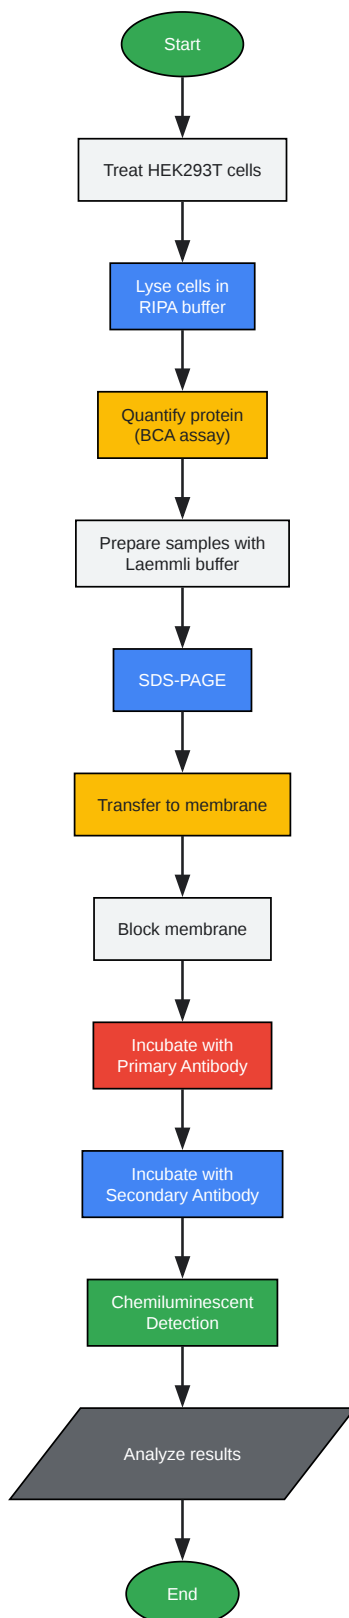 Start
Treat HEK293T cells
Lyse cells in
RIPA buffer
Quantify protein
(BCA assay)
Prepare samples with
Laemmli buffer
SDS-PAGE
Transfer to membrane
Block membrane
Incubate with
Primary Antibody
Incubate with
Secondary Antibody
Chemiluminescent
Detection
Analyze results
End